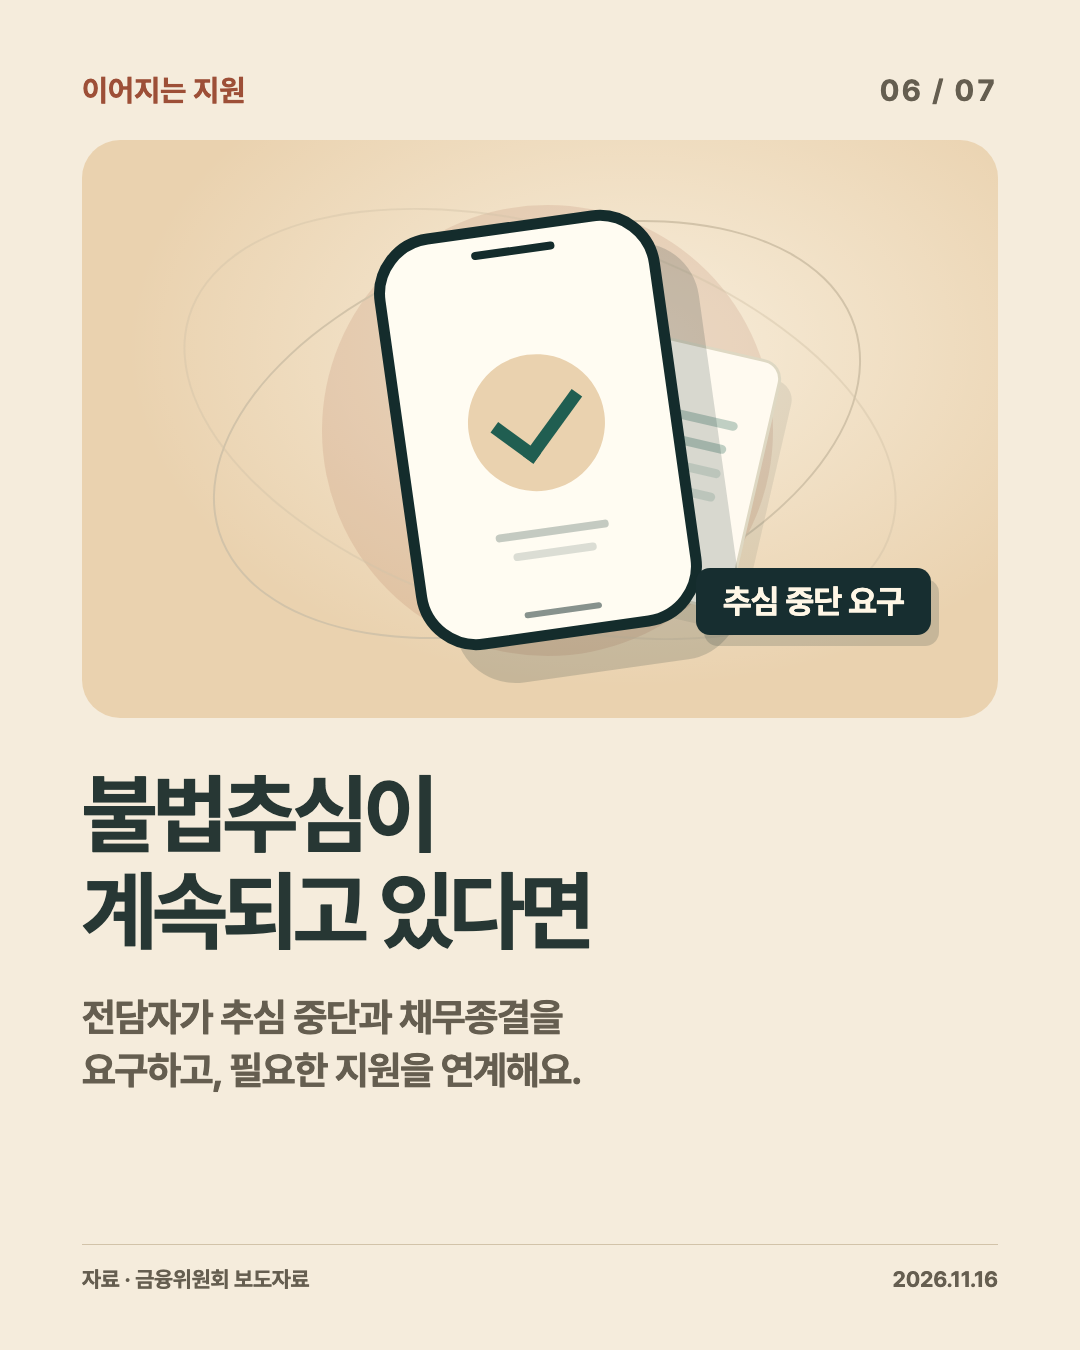 이어지는 지원
06 / 07
추심 중단 요구
불법추심이
계속되고 있다면
전담자가 추심 중단과 채무종결을
요구하고, 필요한 지원을 연계해요.
자료 · 금융위원회 보도자료
2026.11.16